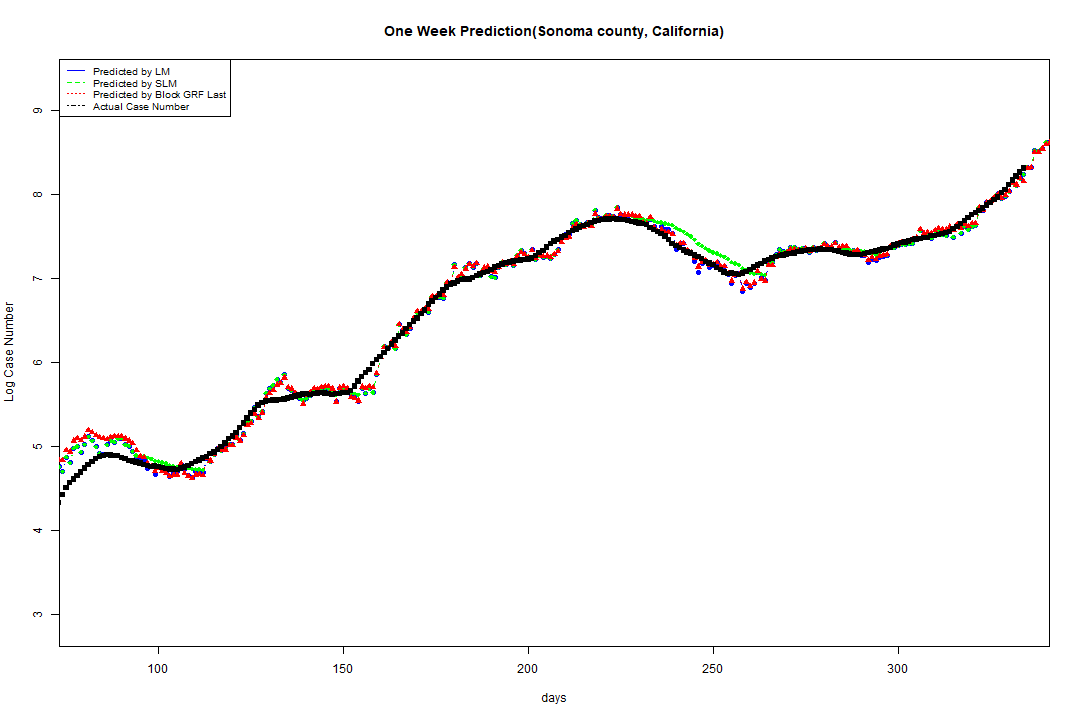 One Week Prediction(Sonoma county, California)
Predicted by LM
Predicted by SLM
Predicted by Block GRF Last
Actual Case Number
9
8
7
6
5
4
3
Log Case Number
100 150 200 250 300
days